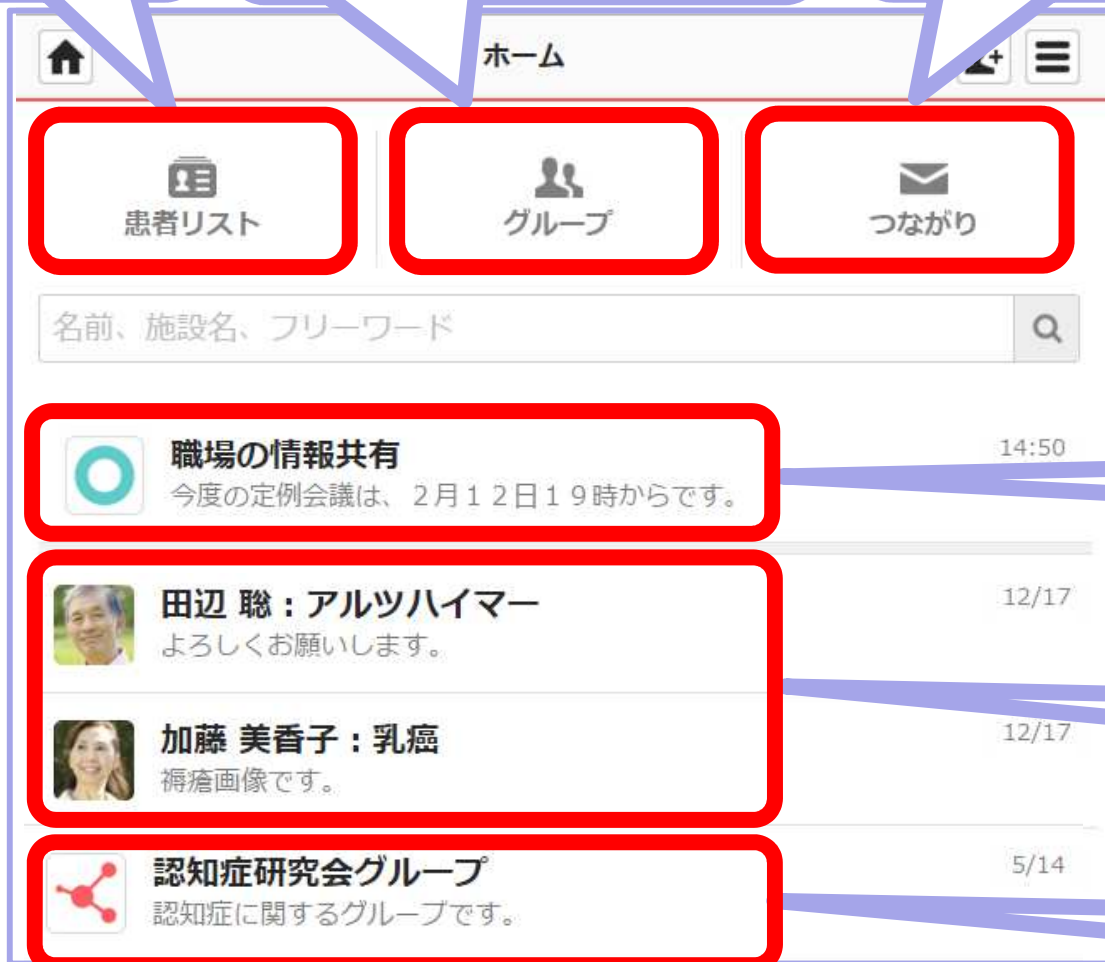 ホーム
患者リスト
グループ
つながり
名前、施設名、フリーワード
職場の情報共有
14:50
今度の定例会議は、２月１２日１９時からです。
田辺 聡：アルツハイマー
12/17
よろしくお願いします。
加藤 美香子：乳癌
12/17
褥瘡画像です。
認知症研究会グループ
5/14
認知症に関するグループです。